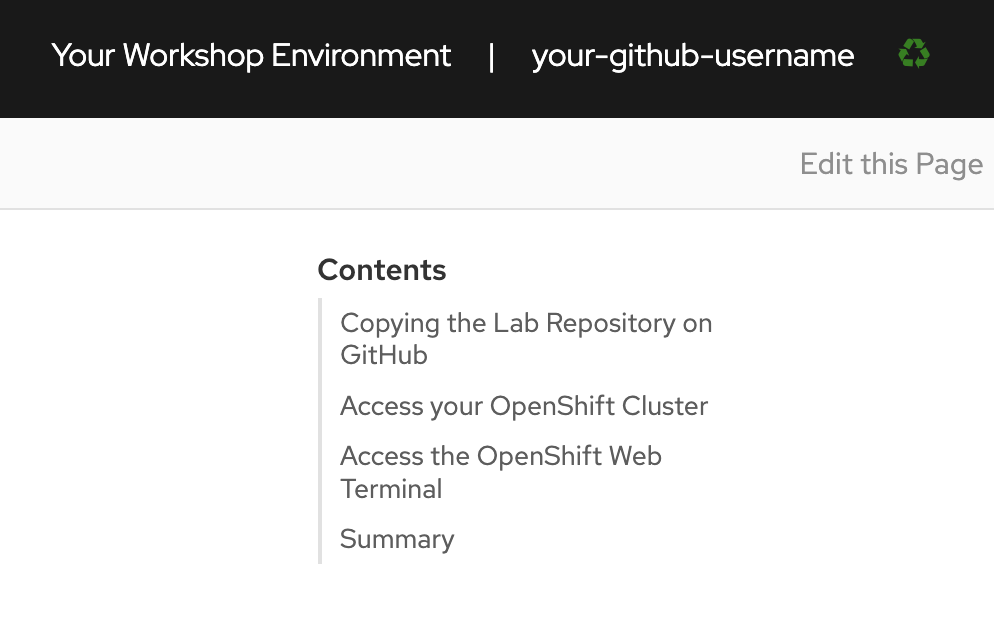 Your Workshop Environment | your-github-username ♻
Edit this Page
Contents
Copying the Lab Repository on
GitHub
Access your OpenShift Cluster
Access the OpenShift Web
Terminal
Summary